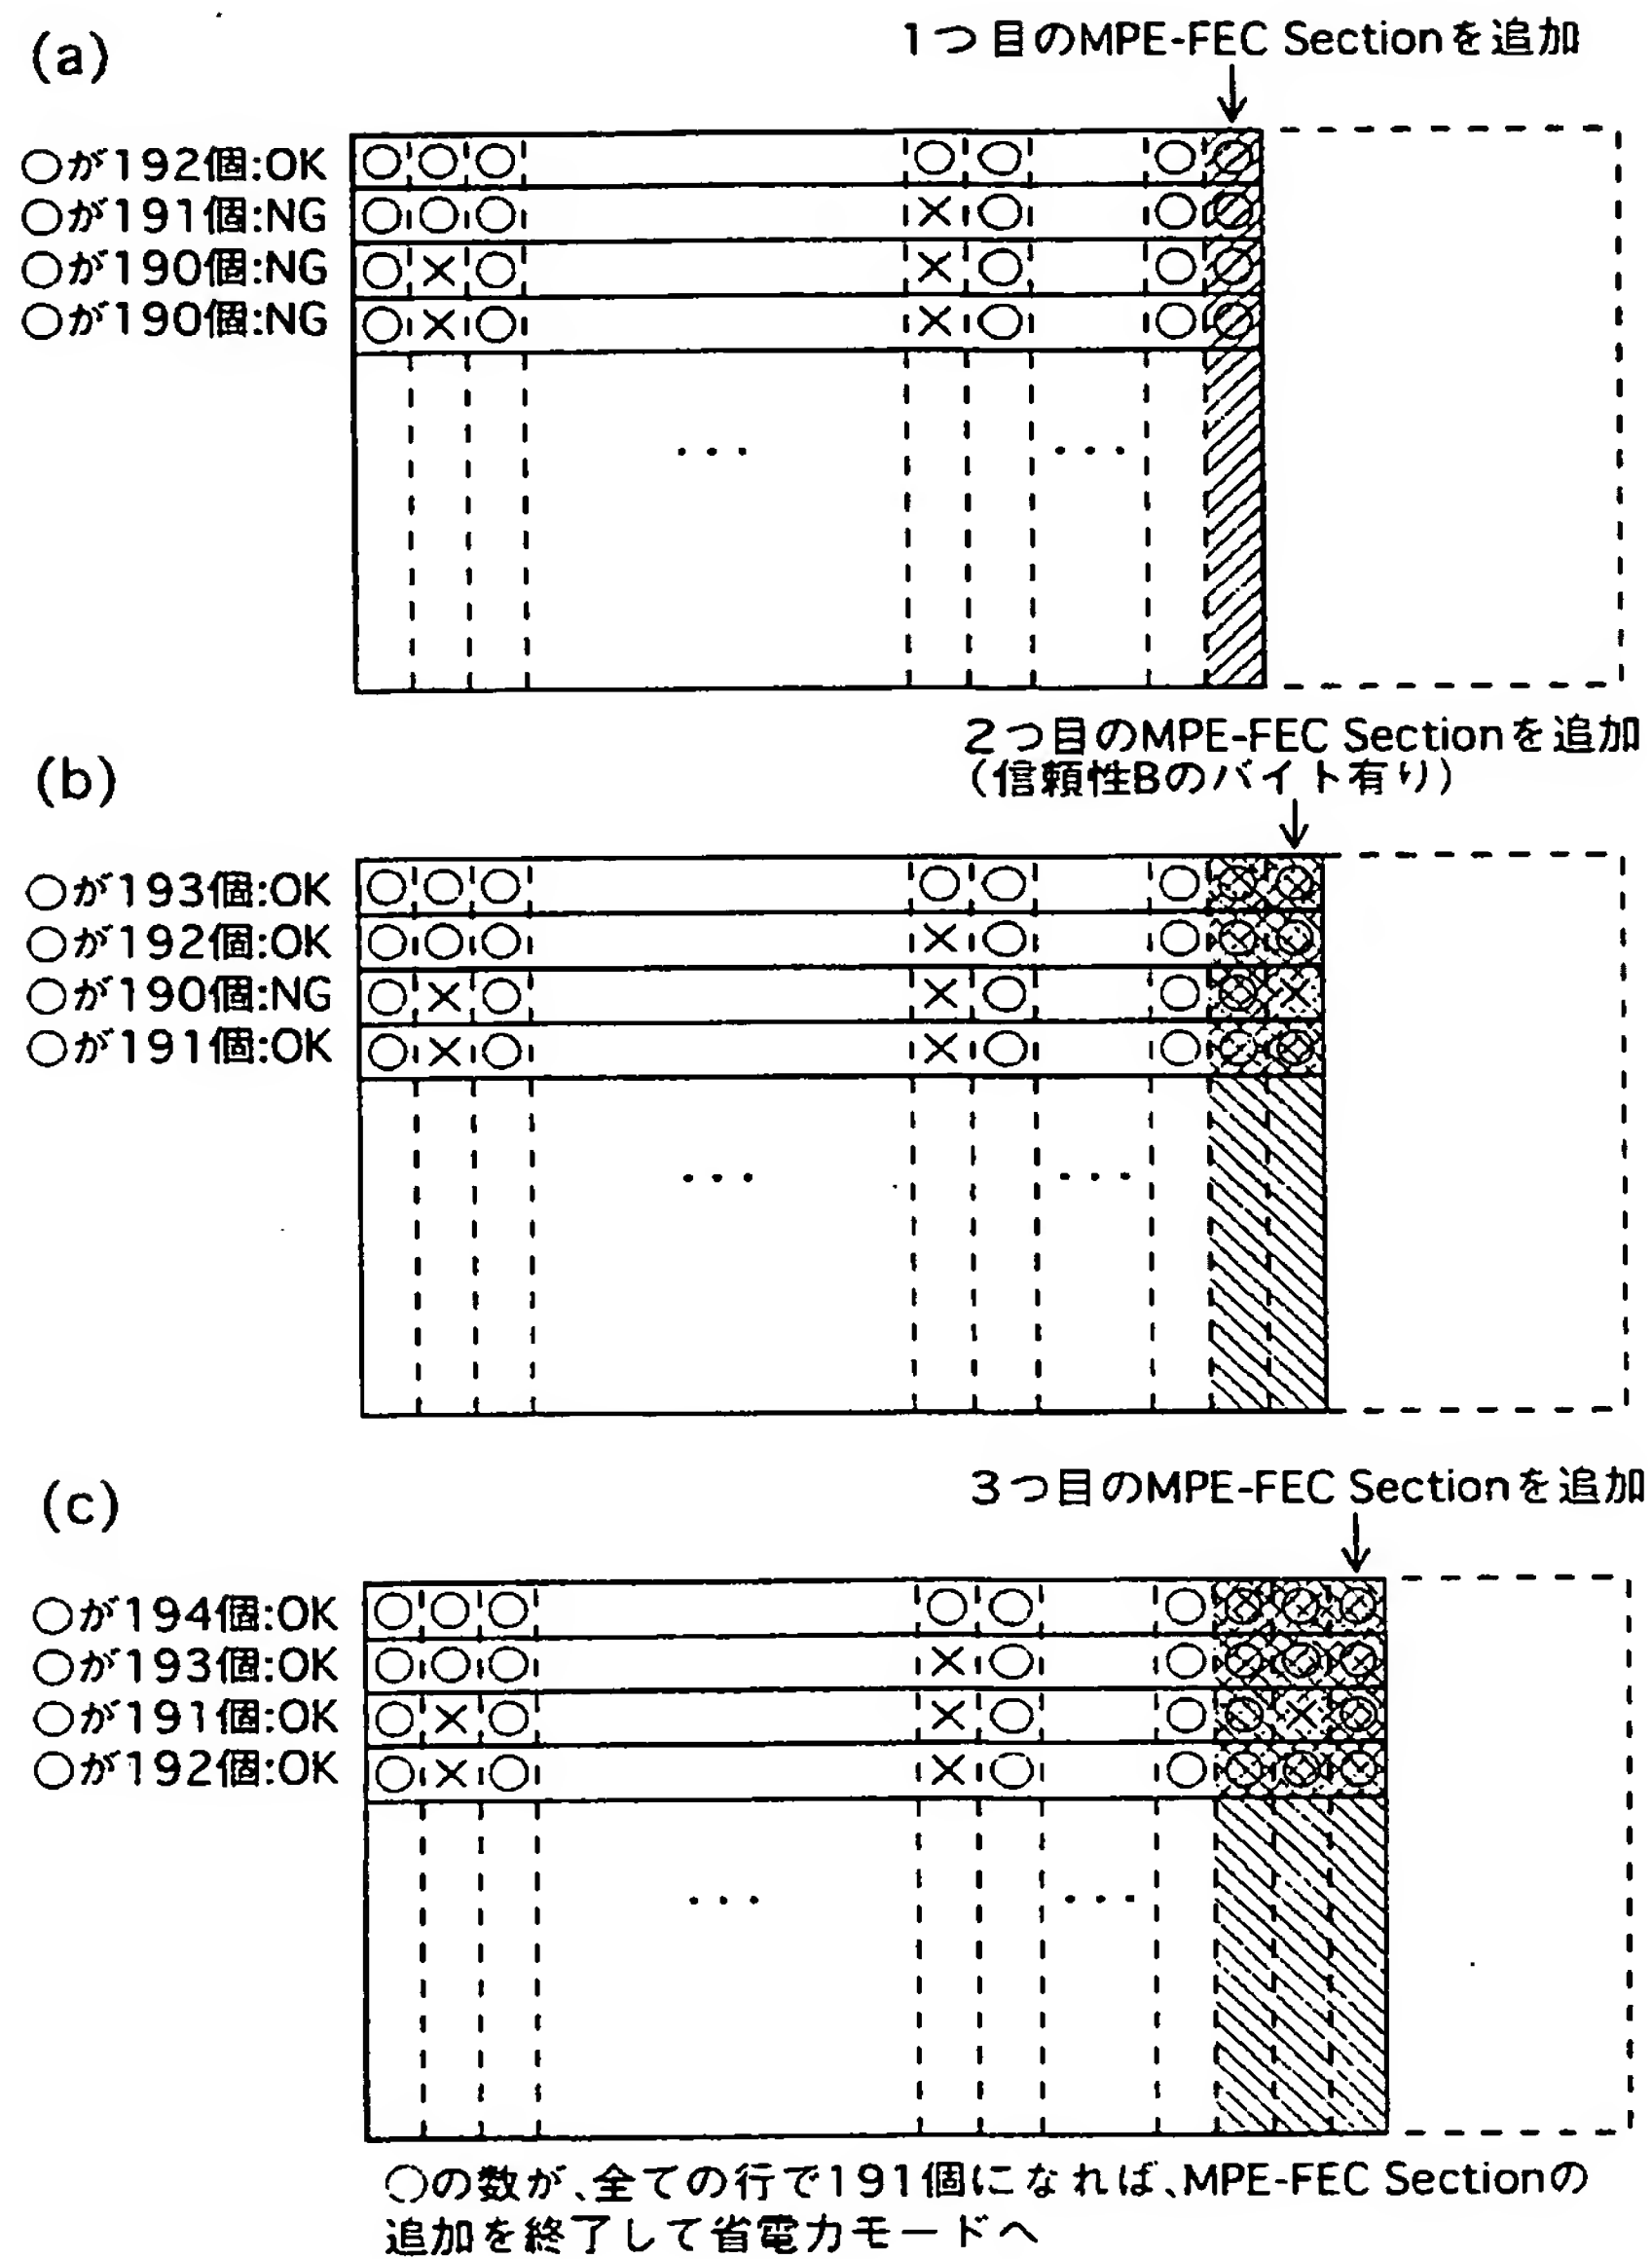 (a)
1つ目のMPE-FEC Sectionを追加
○が192個:OK
○が191個:NG
○が190個:NG
○が190個:NG
2つ目のMPE-FEC Sectionを追加
(信頼性Bのバイト有り)
(b)
○が193個:OK
○が192個:OK
○が190個:NG
○が191個:OK
(c)
3つ目のMPE-FEC Sectionを追加
○が194個:OK
○が193個:OK
○が191個:OK
○が192個:OK
○の数が、全ての行で191個になれば、MPE-FEC Sectionの
追加を終了して省電力モードへ